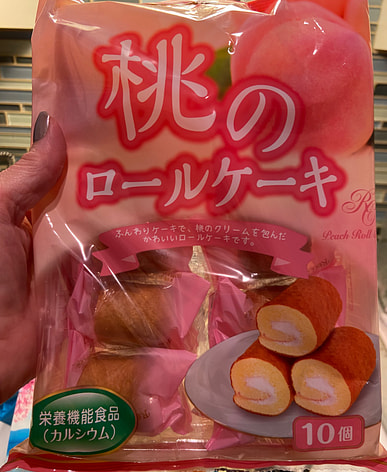 桃の
ロールケーキ
Peach Roll
ふんわりケーキで、桃のクリームを包んだ
かわいいロールケーキです。
栄養機能食品
(カルシウム)
10個